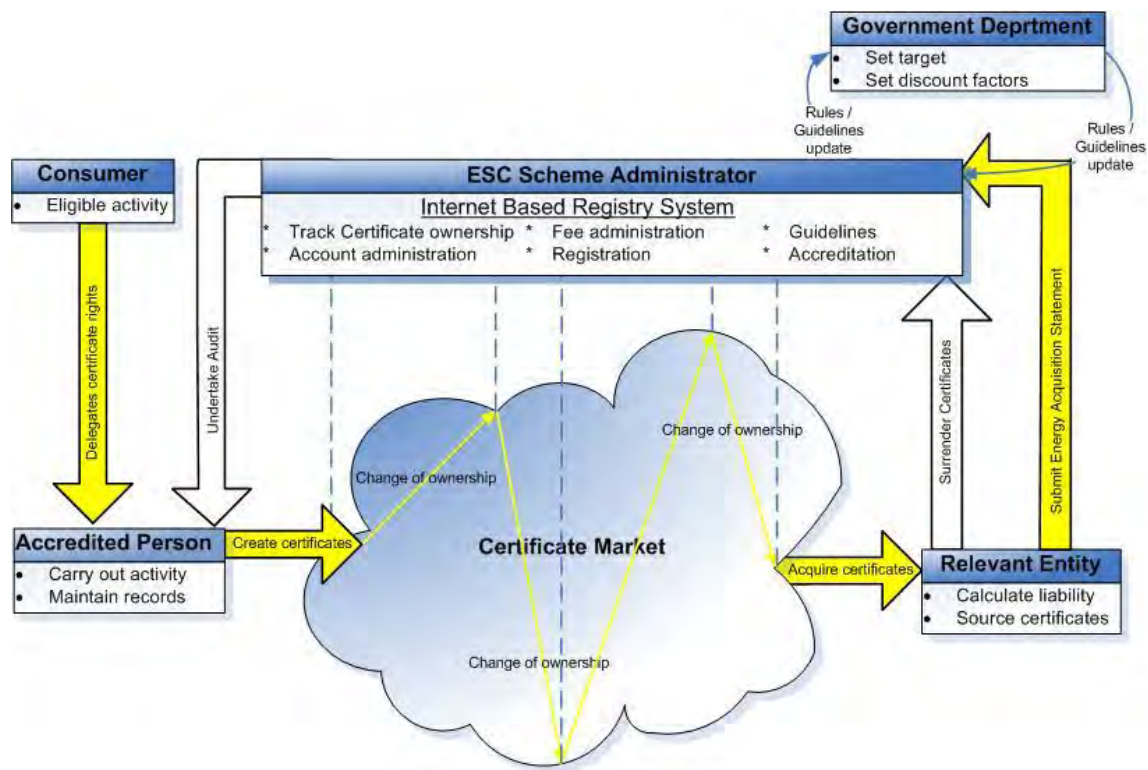 Government Deprtment
• Set target
• Set discount factors
Rules /
Guidelines
update
Rules /
Guidelines
update
Consumer
• Eligible activity
ESC Scheme Administrator
Internet Based Registry System
* Track Certificate ownership * Fee administration * Guidelines
* Account administration * Registration * Accreditation
Delegates certificate rights
Undertake Audit
Surrender Certificates
Submit Energy Acquisition Statement
Change of ownership
Change of ownership
Certificate Market
Change of ownership
Accredited Person
• Carry out activity
• Maintain records
Create certificates
Acquire certificates
Relevant Entity
• Calculate liability
• Source certificates